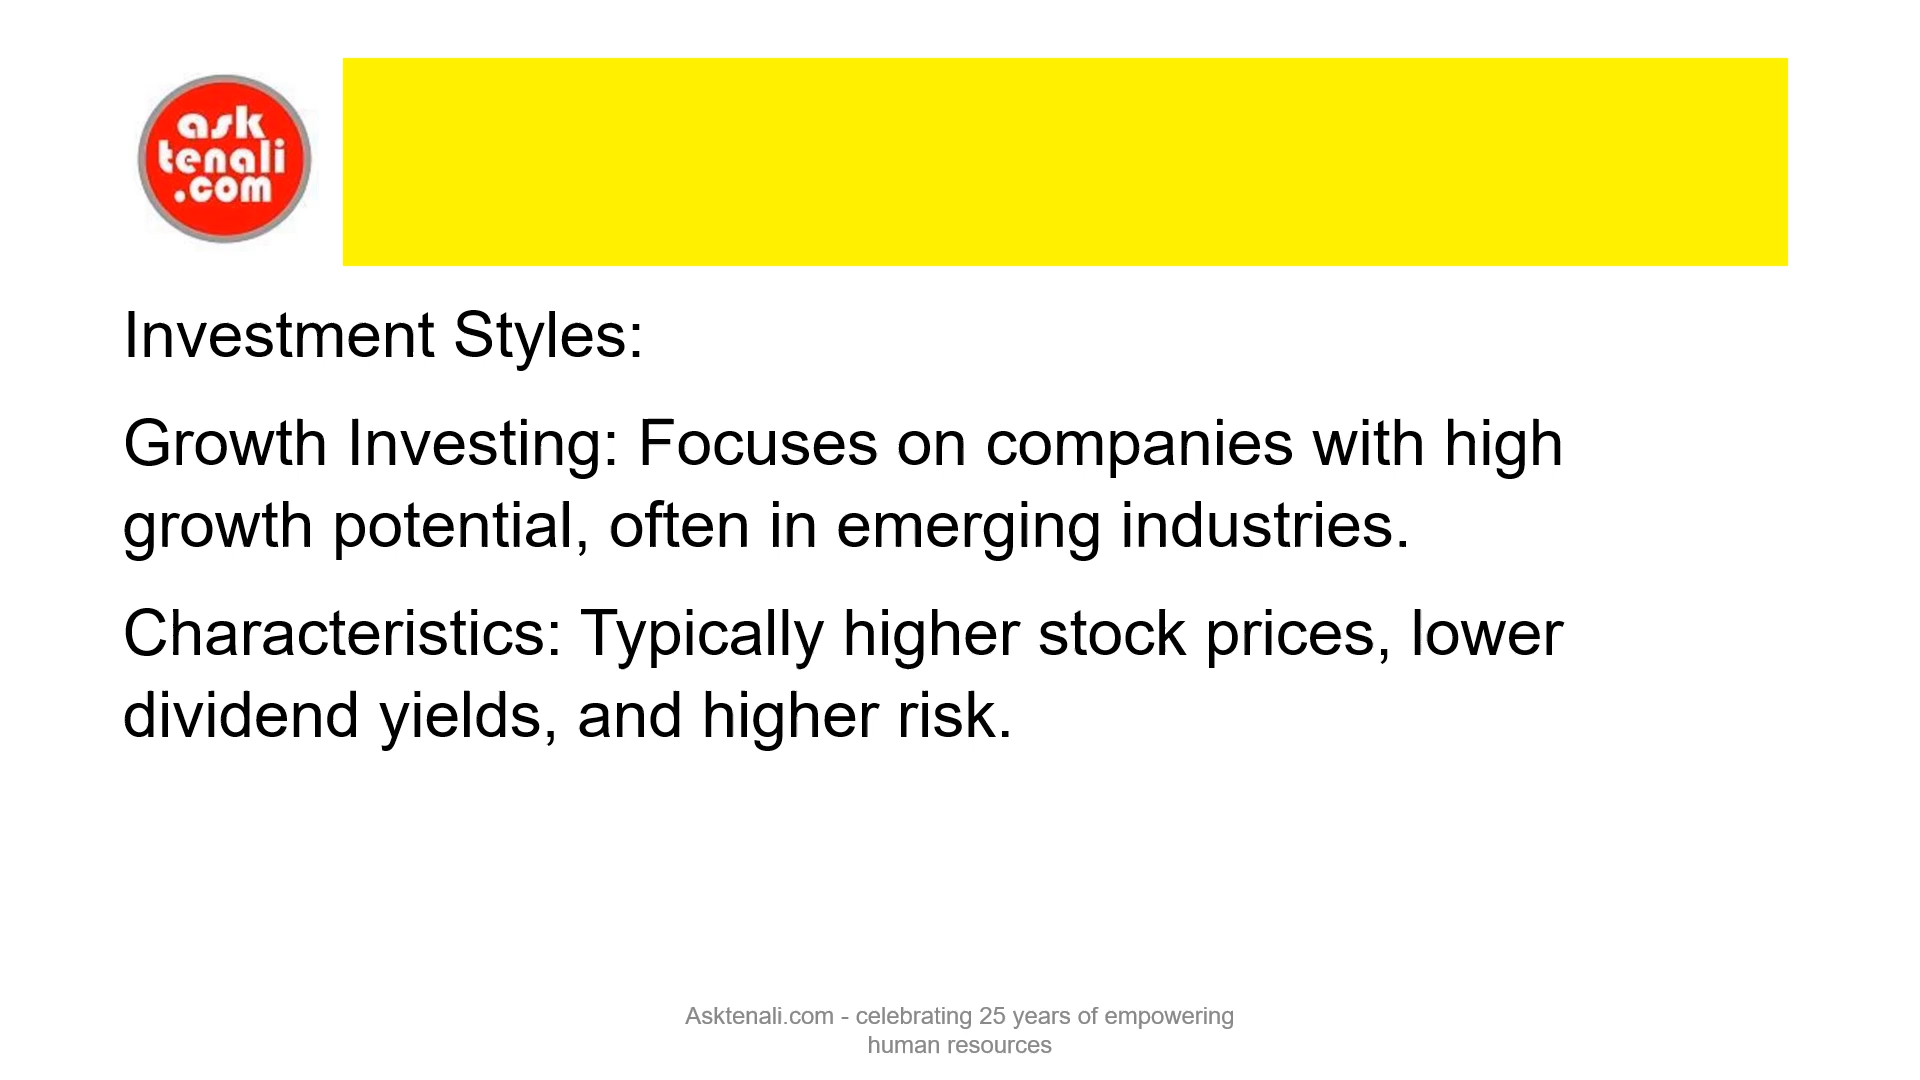 ask
tenali
.com
Investment Styles:
Growth Investing: Focuses on companies with high
growth potential, often in emerging industries.
Characteristics: Typically higher stock prices, lower
dividend yields, and higher risk.
Asktenali.com - celebrating 25 years of empowering
human resources